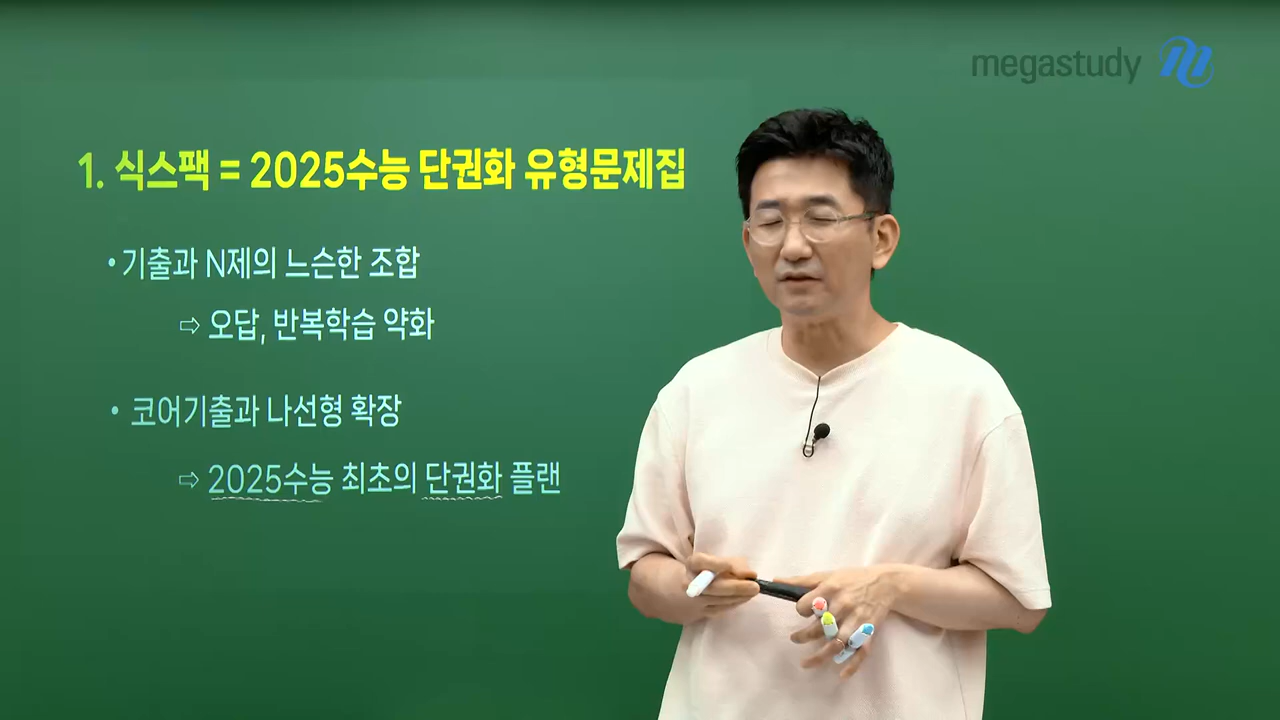 megastudy
1. 식스팩 = 2025수능 단권화 유형문제집
• 기출과 N제의 느슨한 조합
⇨ 오답, 반복학습 약화
• 코어기출과 나선형 확장
⇨ 2025수능 최초의 단권화 플랜